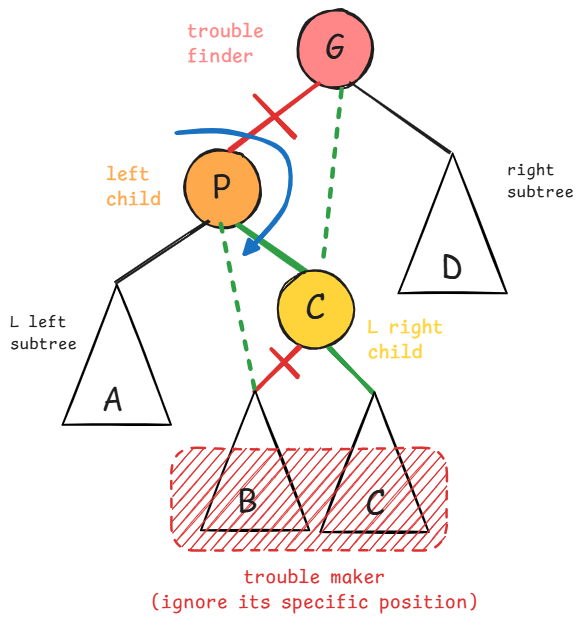 trouble
finder
G
left
child
P
right
subtree
D
L left
subtree
A
C
L right
child
B
C
trouble maker
(ignore its specific position)